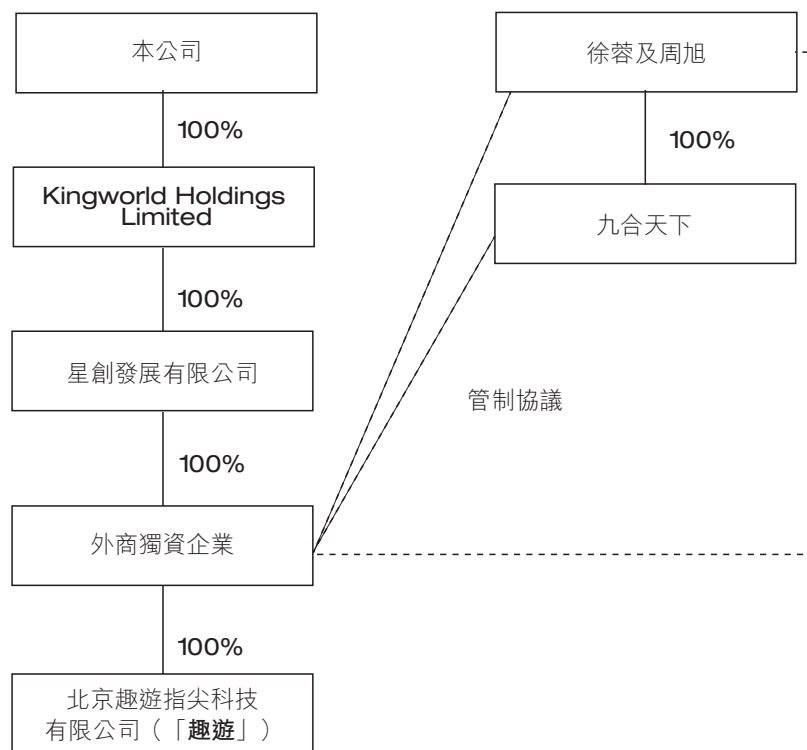 本公司
徐蓉及周旭
100%
100%
Kingworld Holdings
Limited
九合天下
100%
星創發展有限公司
管制協議
100%
外商獨資企業
100%
北京趣遊指尖科技
有限公司（「趣遊」）